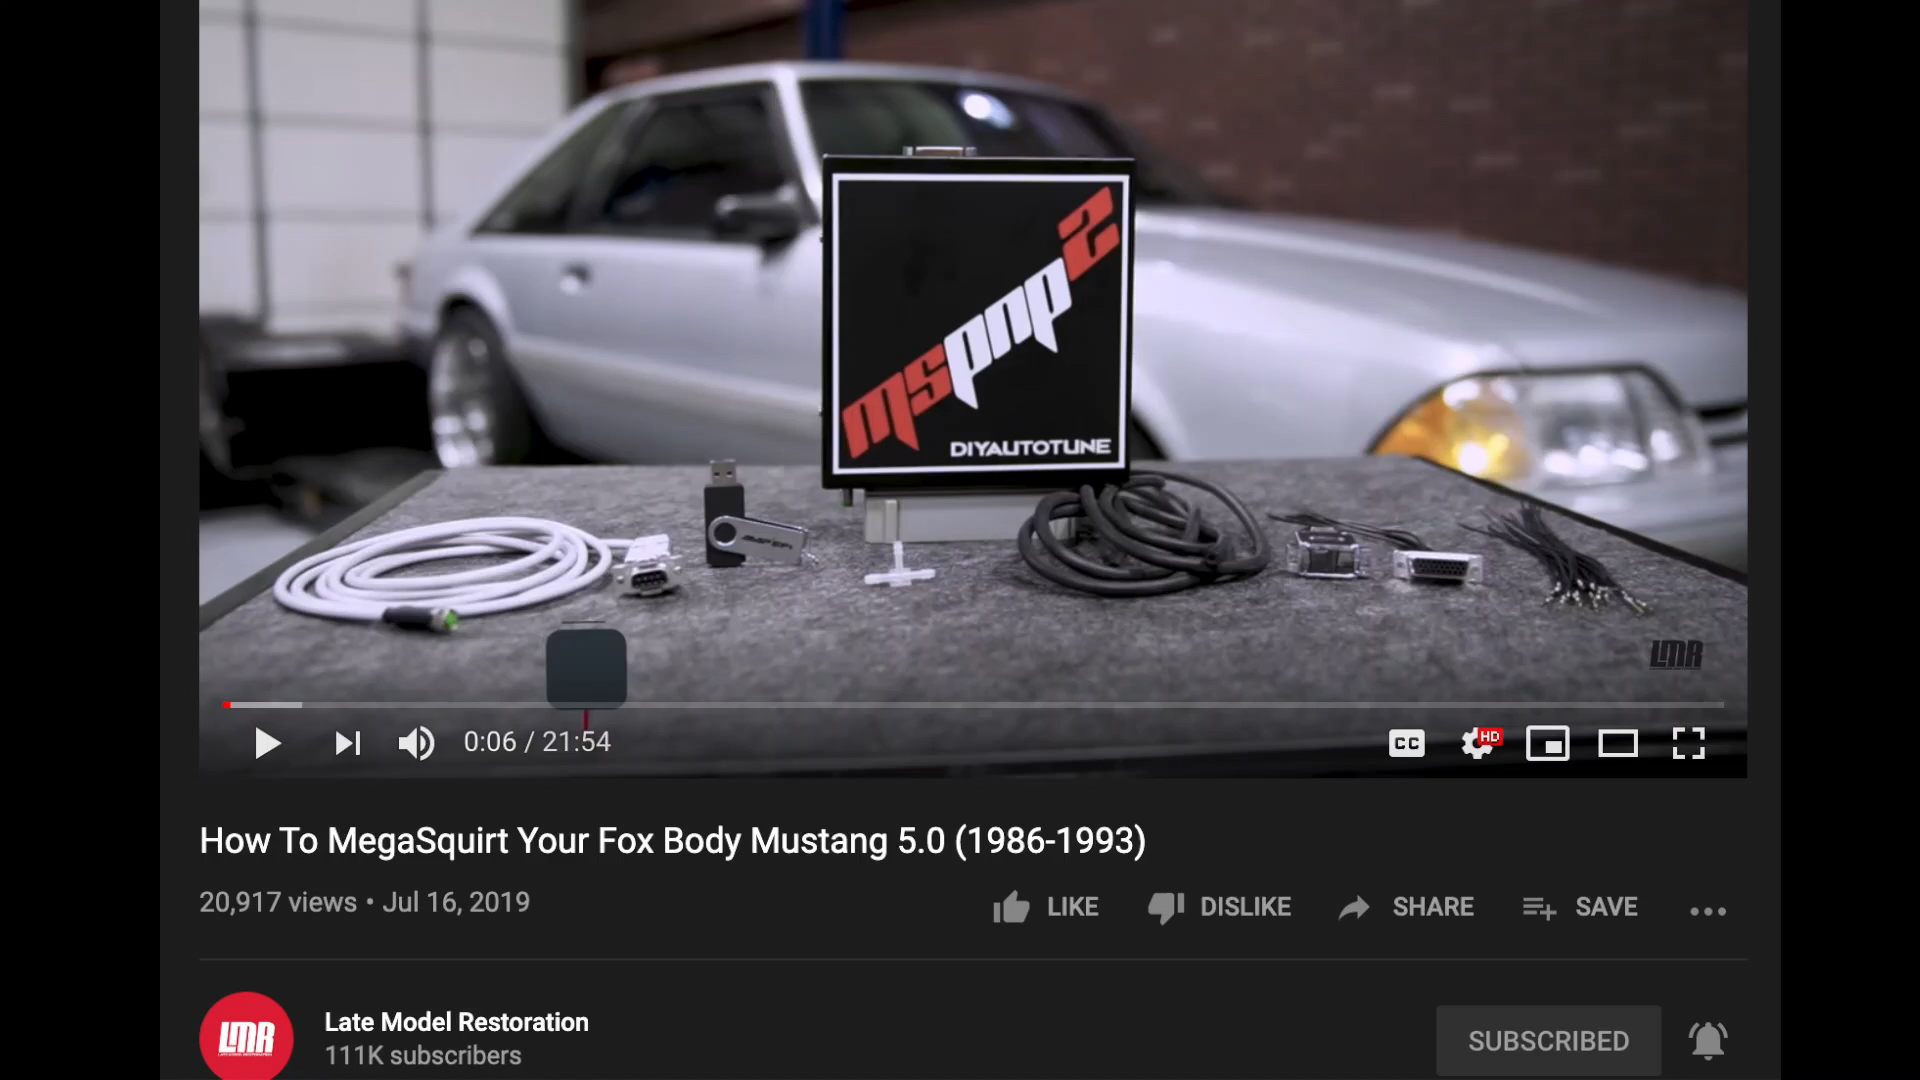 mspnp2
DIYAUTOTUNE
LMR
0:06 / 21:54
CC
HD
How To MegaSquirt Your Fox Body Mustang 5.0 (1986-1993)
20,917 views • Jul 16, 2019
LIKE
DISLIKE
SHARE
SAVE
LMR
Late Model Restoration
111K subscribers
SUBSCRIBED